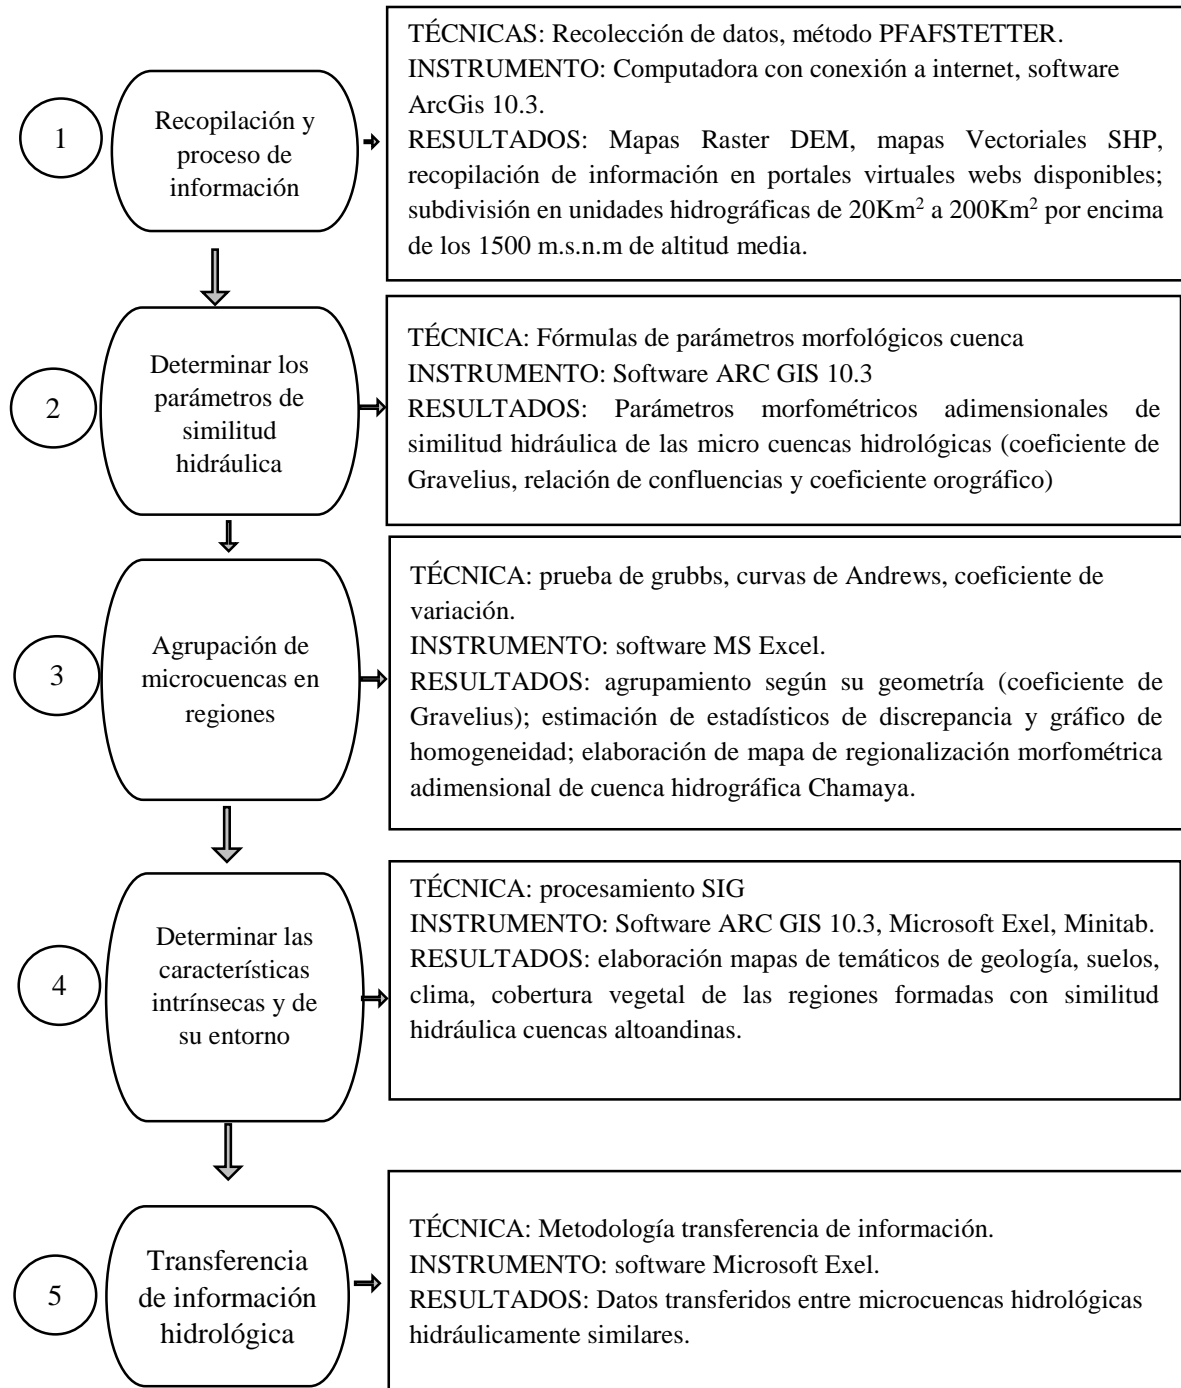 1
Recopilación y
proceso de
información
TÉCNICAS: Recolección de datos, método PFAFSTETTER.
INSTRUMENTO: Computadora con conexión a internet, software
ArcGis 10.3.
RESULTADOS: Mapas Raster DEM, mapas Vectoriales SHP,
recopilación de información en portales virtuales webs disponibles;
subdivisión en unidades hidrográficas de 20Km² a 200Km² por encima
de los 1500 m.s.n.m de altitud media.
2
Determinar los
parámetros de
similitud
hidráulica
TÉCNICA: Fórmulas de parámetros morfológicos cuenca
INSTRUMENTO: Software ARC GIS 10.3
RESULTADOS: Parámetros morfométricos adimensionales de
similitud hidráulica de las micro cuencas hidrológicas (coeficiente de
Gravelius, relación de confluencias y coeficiente orográfico)
3
Agrupación de
microcuencas en
regiones
TÉCNICA: prueba de grubbs, curvas de Andrews, coeficiente de
variación.
INSTRUMENTO: software MS Excel.
RESULTADOS: agrupamiento según su geometría (coeficiente de
Gravelius); estimación de estadísticos de discrepancia y gráfico de
homogeneidad; elaboración de mapa de regionalización morfométrica
adimensional de cuenca hidrográfica Chamaya.
4
Determinar las
características
intrínsecas y de
su entorno
TÉCNICA: procesamiento SIG
INSTRUMENTO: Software ARC GIS 10.3, Microsoft Exel, Minitab.
RESULTADOS: elaboración mapas de temáticos de geología, suelos,
clima, cobertura vegetal de las regiones formadas con similitud
hidráulica cuencas altoandinas.
5
Transferencia
de información
hidrológica
TÉCNICA: Metodología transferencia de información.
INSTRUMENTO: software Microsoft Exel.
RESULTADOS: Datos transferidos entre microcuencas hidrológicas
hidráulicamente similares.